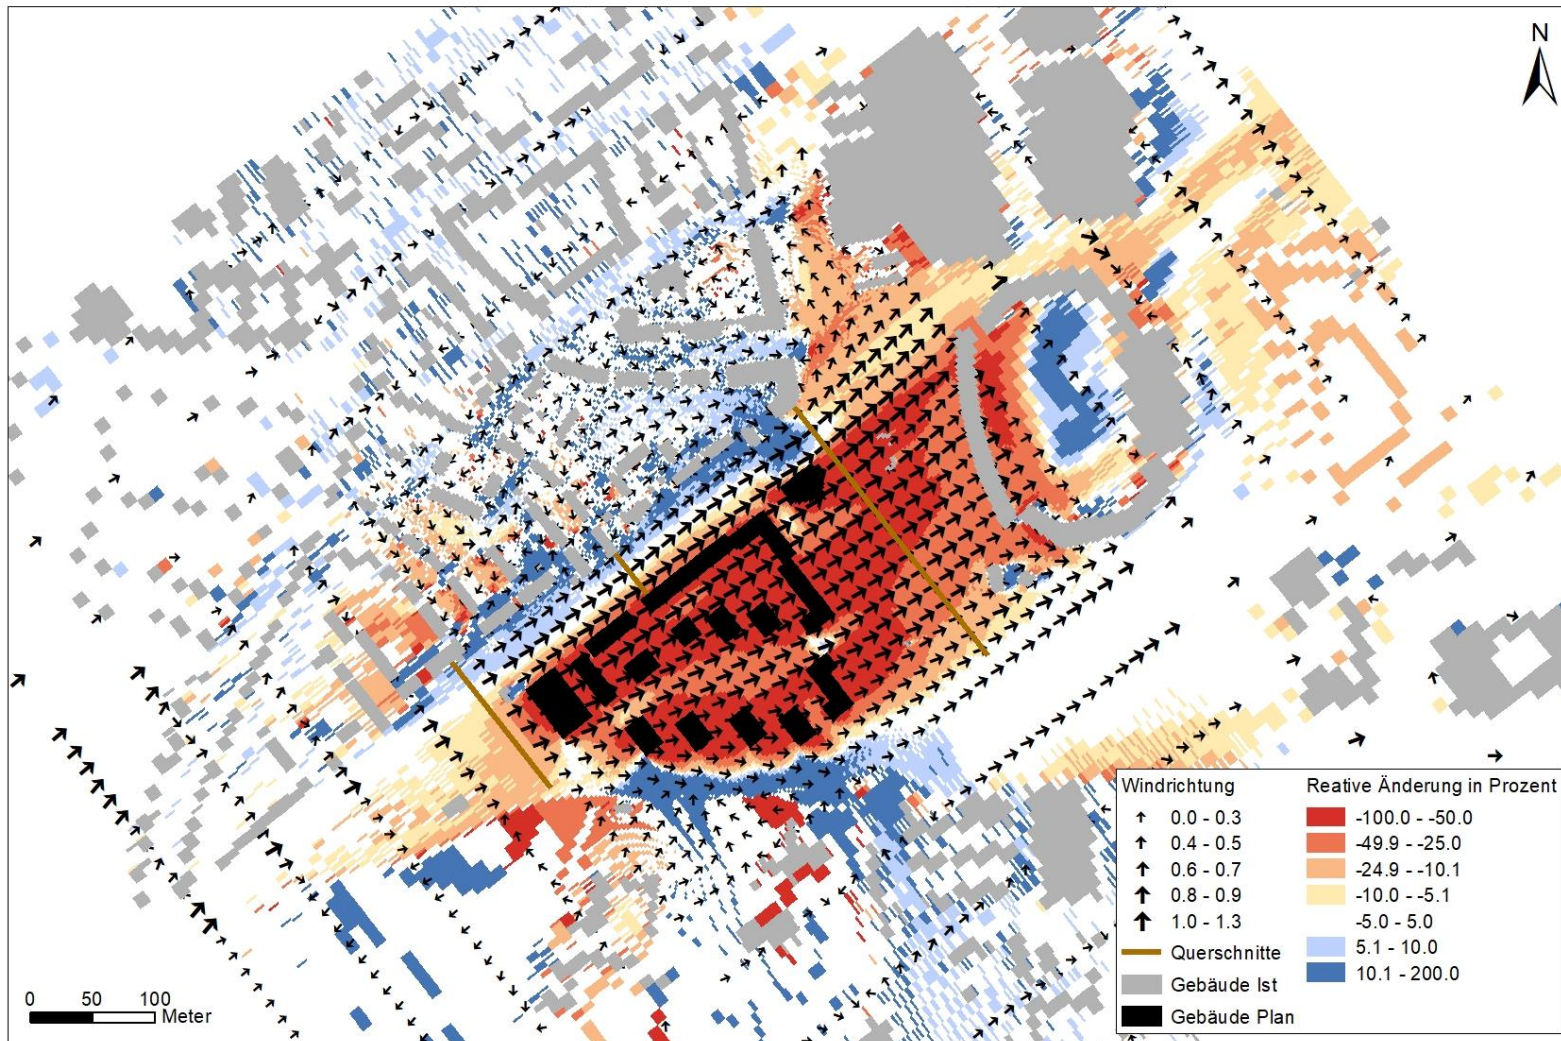 N
Windrichtung
0.0 - 0.3
0.4 - 0.5
0.6 - 0.7
0.8 - 0.9
1.0 - 1.3
Querschnitte
Gebäude Ist
Gebäude Plan
Reative Änderung in Prozent
-100.0 - -50.0
-49.9 - -25.0
-24.9 - -10.1
-10.0 - -5.1
-5.0 - 5.0
5.1 - 10.0
10.1 - 200.0
0 50 100
Meter